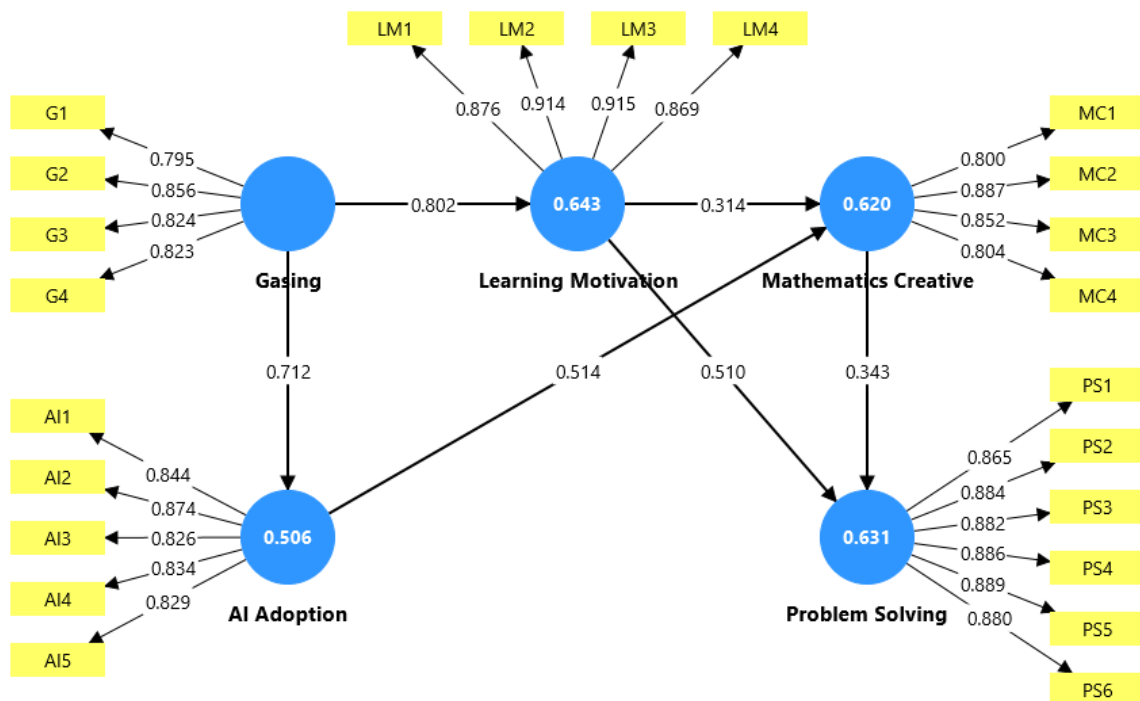 LM1 LM2 LM3 LM4
0.876 0.914 0.915 0.869
G1
G2
G3
G4
0.795
0.856
0.824
0.823
MC1
MC2
MC3
MC4
0.800
0.887
0.852
0.804
0.802 0.643 0.314 0.620
Gasing Learning Motivation Mathematics Creative
0.712 0.514 0.510 0.343
AI1
AI2
AI3
AI4
AI5
0.844
0.874
0.826
0.834
0.829
0.506
AI Adoption
0.631
Problem Solving
0.865
0.884
0.882
0.886
0.889
0.880
PS1
PS2
PS3
PS4
PS5
PS6